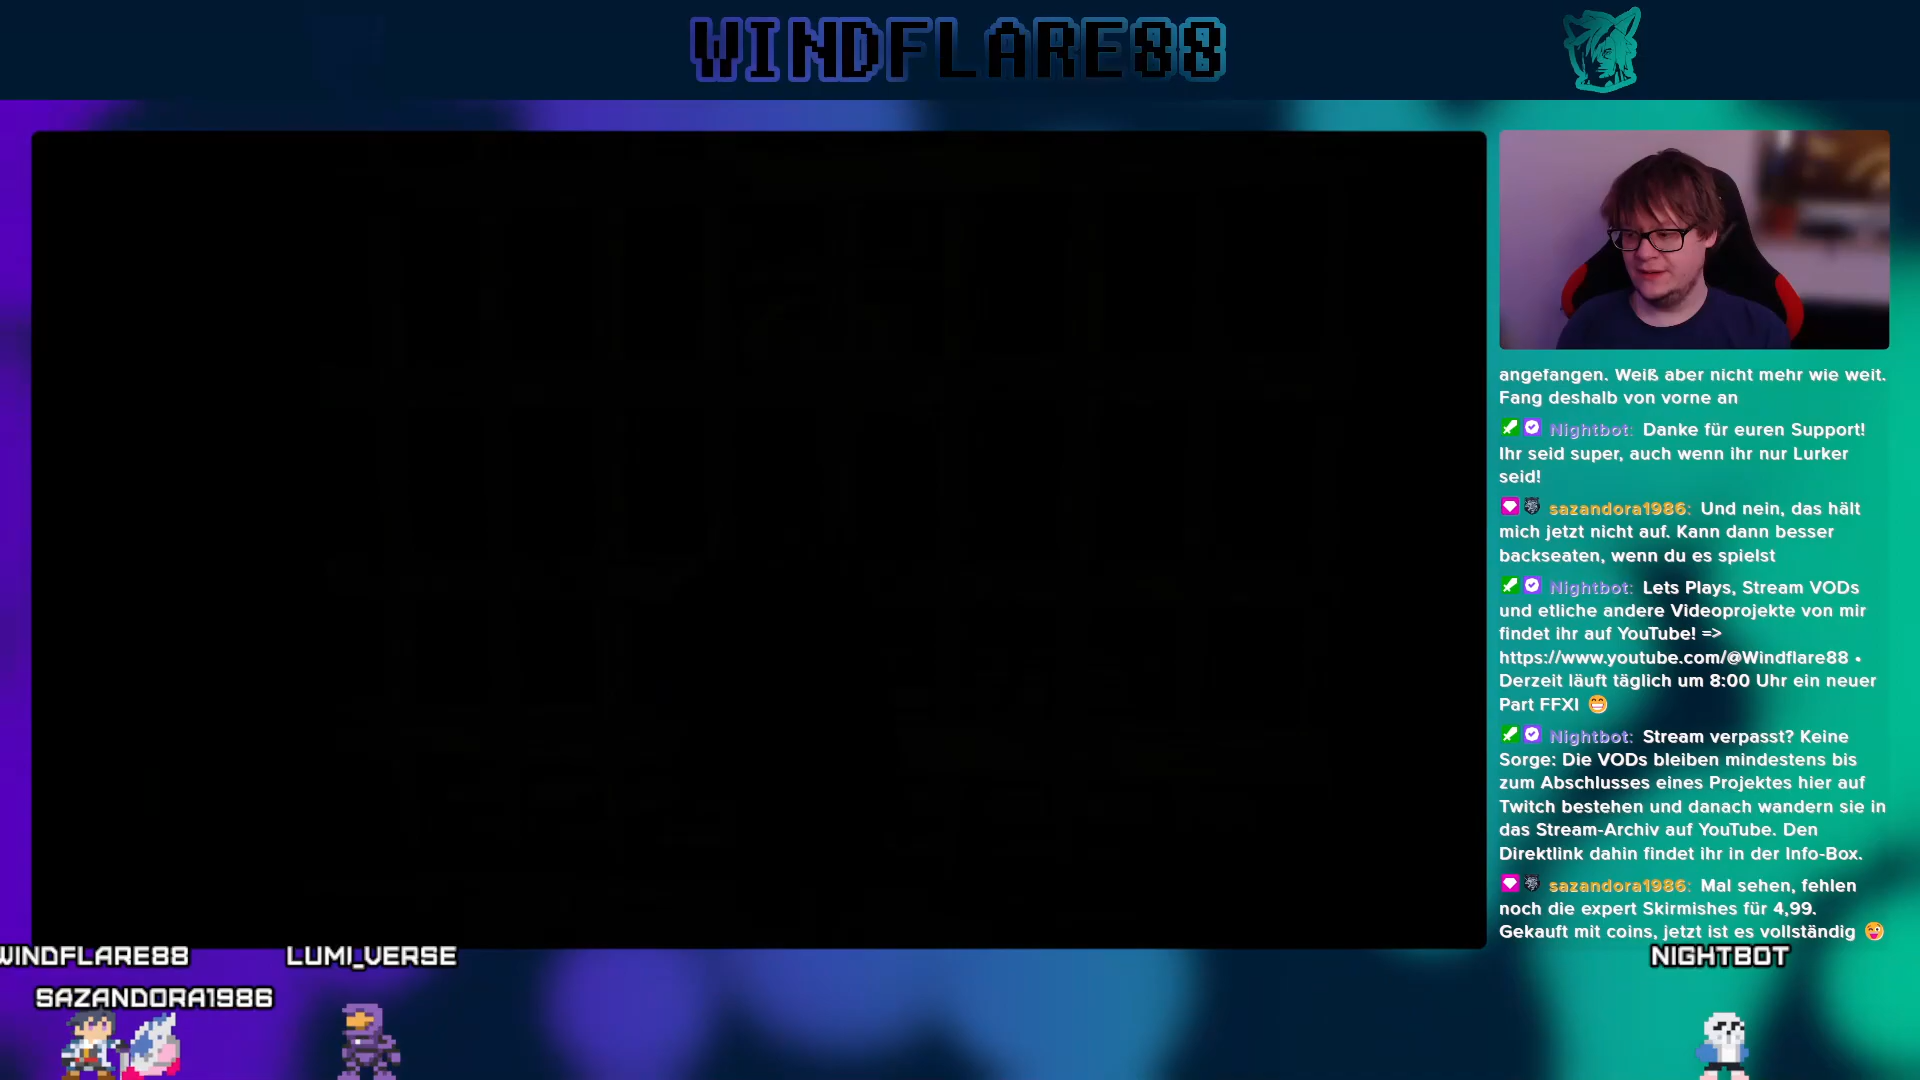 WINDFLARE88
angefangen. Weiß aber nicht mehr wie weit.
Fang deshalb von vorne an
Nightbot: Danke für euren Support!
Ihr seid super, auch wenn ihr nur Lurker
seid!
sazandora1986: Und nein, das hält
mich jetzt nicht auf. Kann dann besser
backseaten, wenn du es spielst
Nightbot: Lets Plays, Stream VODs
und etliche andere Videoprojekte von mir
findet ihr auf YouTube! =>
https://www.youtube.com/@Windflare88 •
Derzeit läuft täglich um 8:00 Uhr ein neuer
Part FFXI 😁
Nightbot: Stream verpasst? Keine
Sorge: Die VODs bleiben mindestens bis
zum Abschlusses eines Projektes hier auf
Twitch bestehen und danach wandern sie in
das Stream-Archiv auf YouTube. Den
Direktlink dahin findet ihr in der Info-Box.
sazandora1986: Mal sehen, fehlen
noch die expert Skirmishes für 4,99.
Gekauft mit coins, jetzt ist es vollständig 😜
WINDFLARE88 LUMI_VERSE NIGHTBOT
SAZANDORA1986